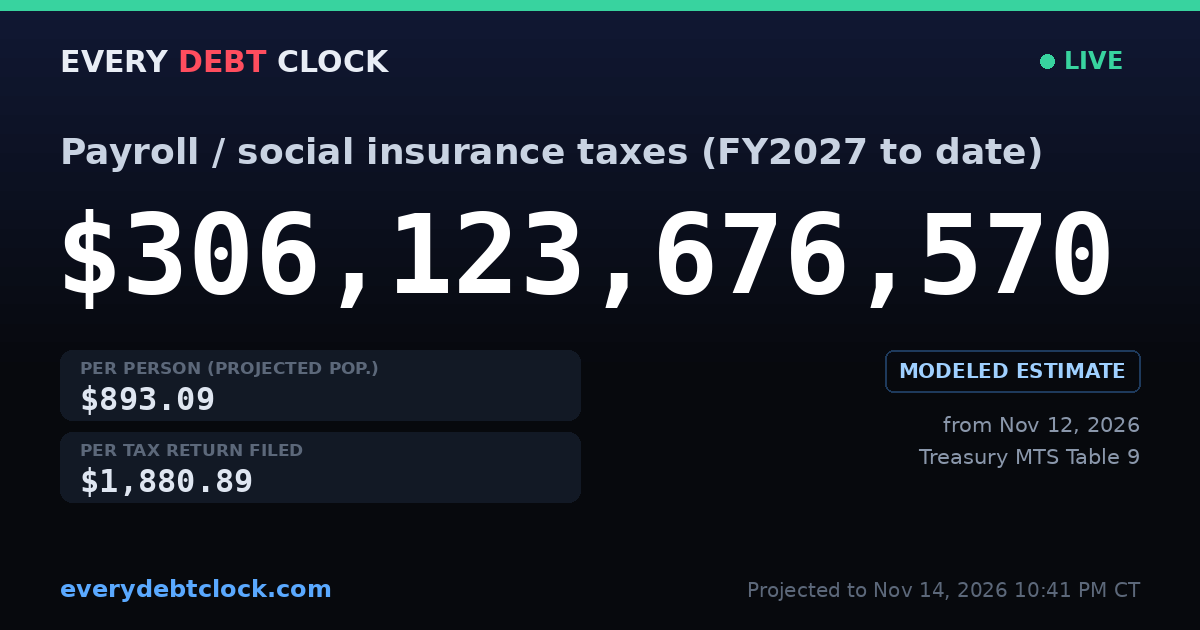 EVERY DEBT CLOCK
LIVE
Payroll / social insurance taxes (FY2027 to date)
$306,123,676,570
PER PERSON (PROJECTED POP.)
$893.09
PER TAX RETURN FILED
$1,880.89
MODELED ESTIMATE
from Nov 12, 2026
Treasury MTS Table 9
everydebtclock.com
Projected to Nov 14, 2026 10:41 PM CT